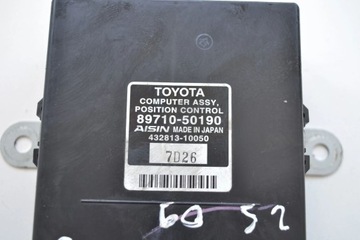 TOYOTA
COMPUTER ASSY,
POSITION CONTROL
89710-50190
AISIN MADE IN JAPAN
432813-10050
7D26
60 52